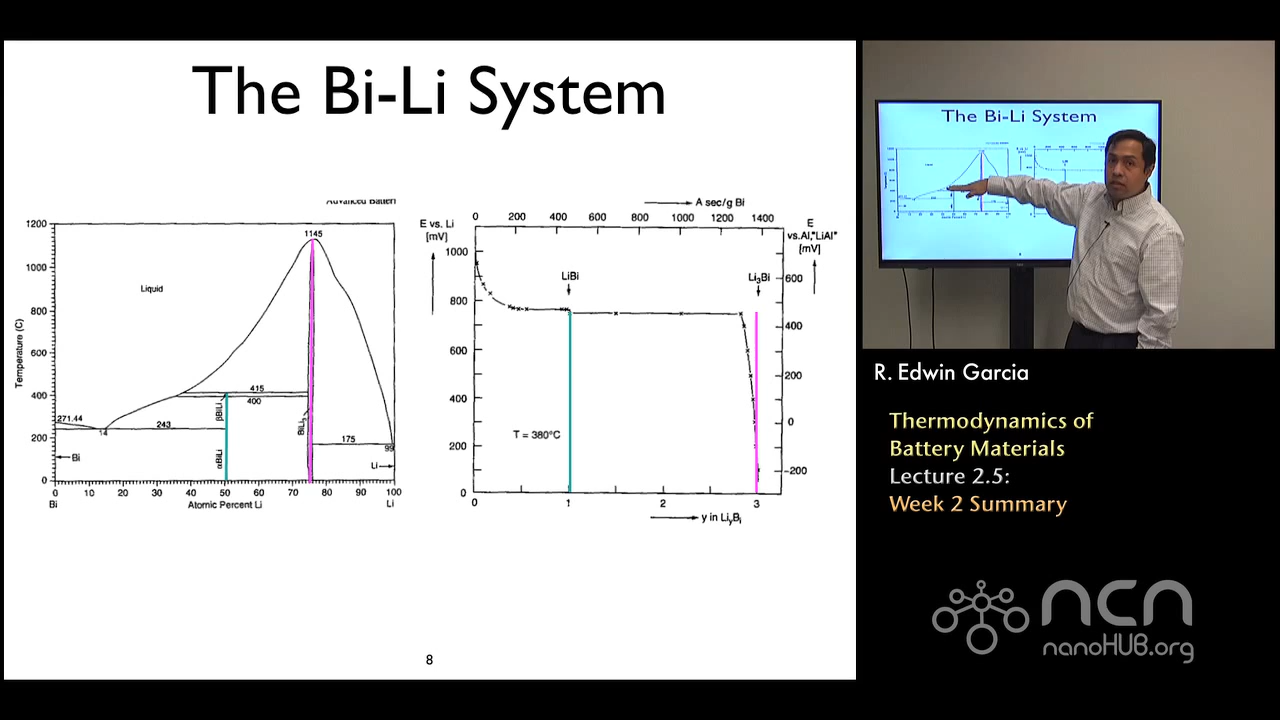 The Bi-Li System
1200
1000
800
600
400
200
0
Temperature (C)
1145
Liquid
415
400
271.44
243
14
βBiLi
αBiLi
BiLi3
175
99
Bi
Li
0 10 20 30 40 50 60 70 80 90 100
Bi Atomic Percent Li Li
A sec/g Bi
E vs. Li
[mV]
0 200 400 600 800 1000 1200 1400
E
vs.Al,"LiAl"
[mV]
1000
800
600
400
200
0
LiBi
Li3Bi
T = 380°C
600
400
200
0
-200
0 1 2 3
y in LiyBi
8
The Bi-Li System
R. Edwin Garcia
Thermodynamics of
Battery Materials
Lecture 2.5:
Week 2 Summary
ncn
nanoHUB.org